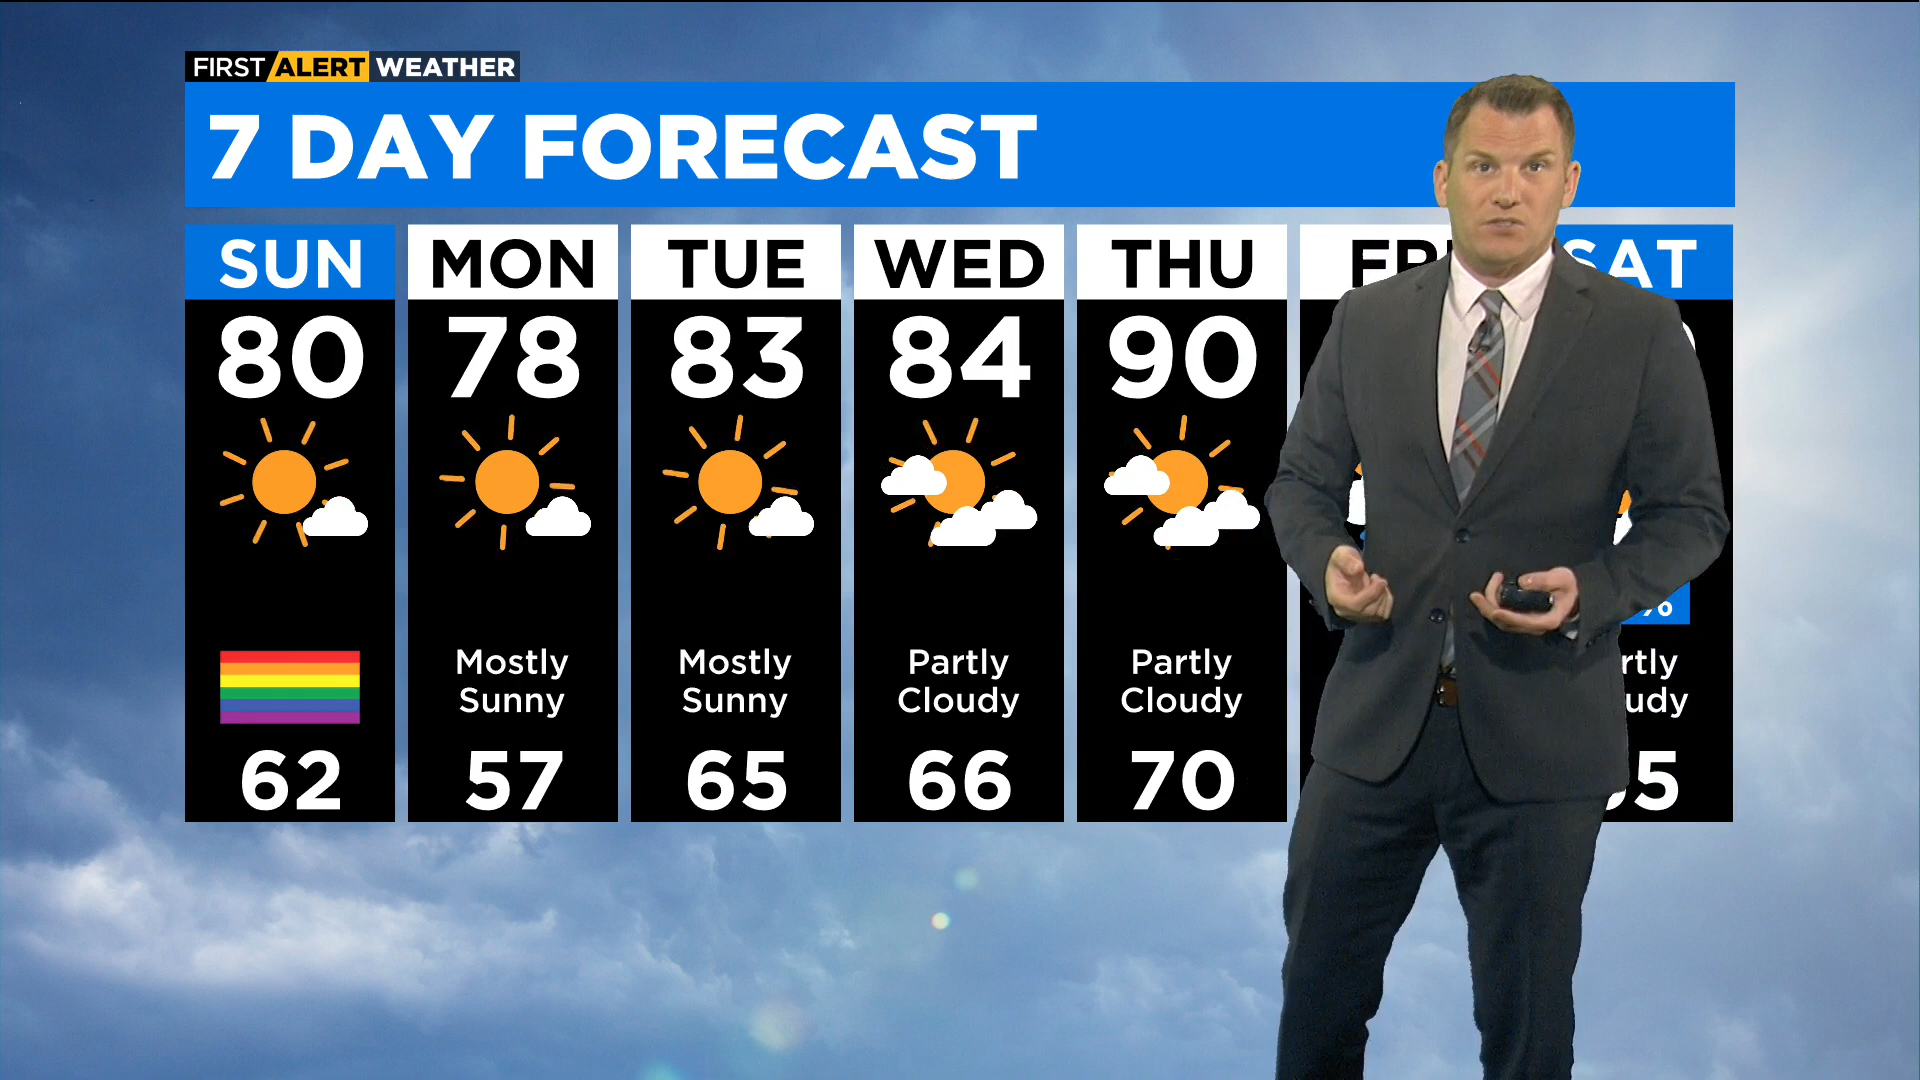 FIRST ALERT WEATHER
7 DAY FORECAST
SUN MON TUE WED THU SAT
80 78 83 84 90
Mostly Mostly Partly Partly
Sunny Sunny Cloudy Cloudy
62 57 65 66 70